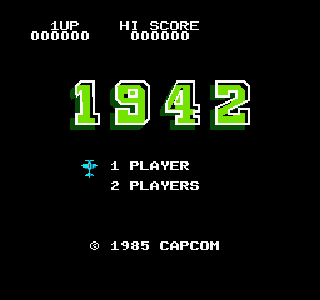 1UP HI SCORE
000000 000000
1942
1 PLAYER
2 PLAYERS
© 1985 CAPCOM